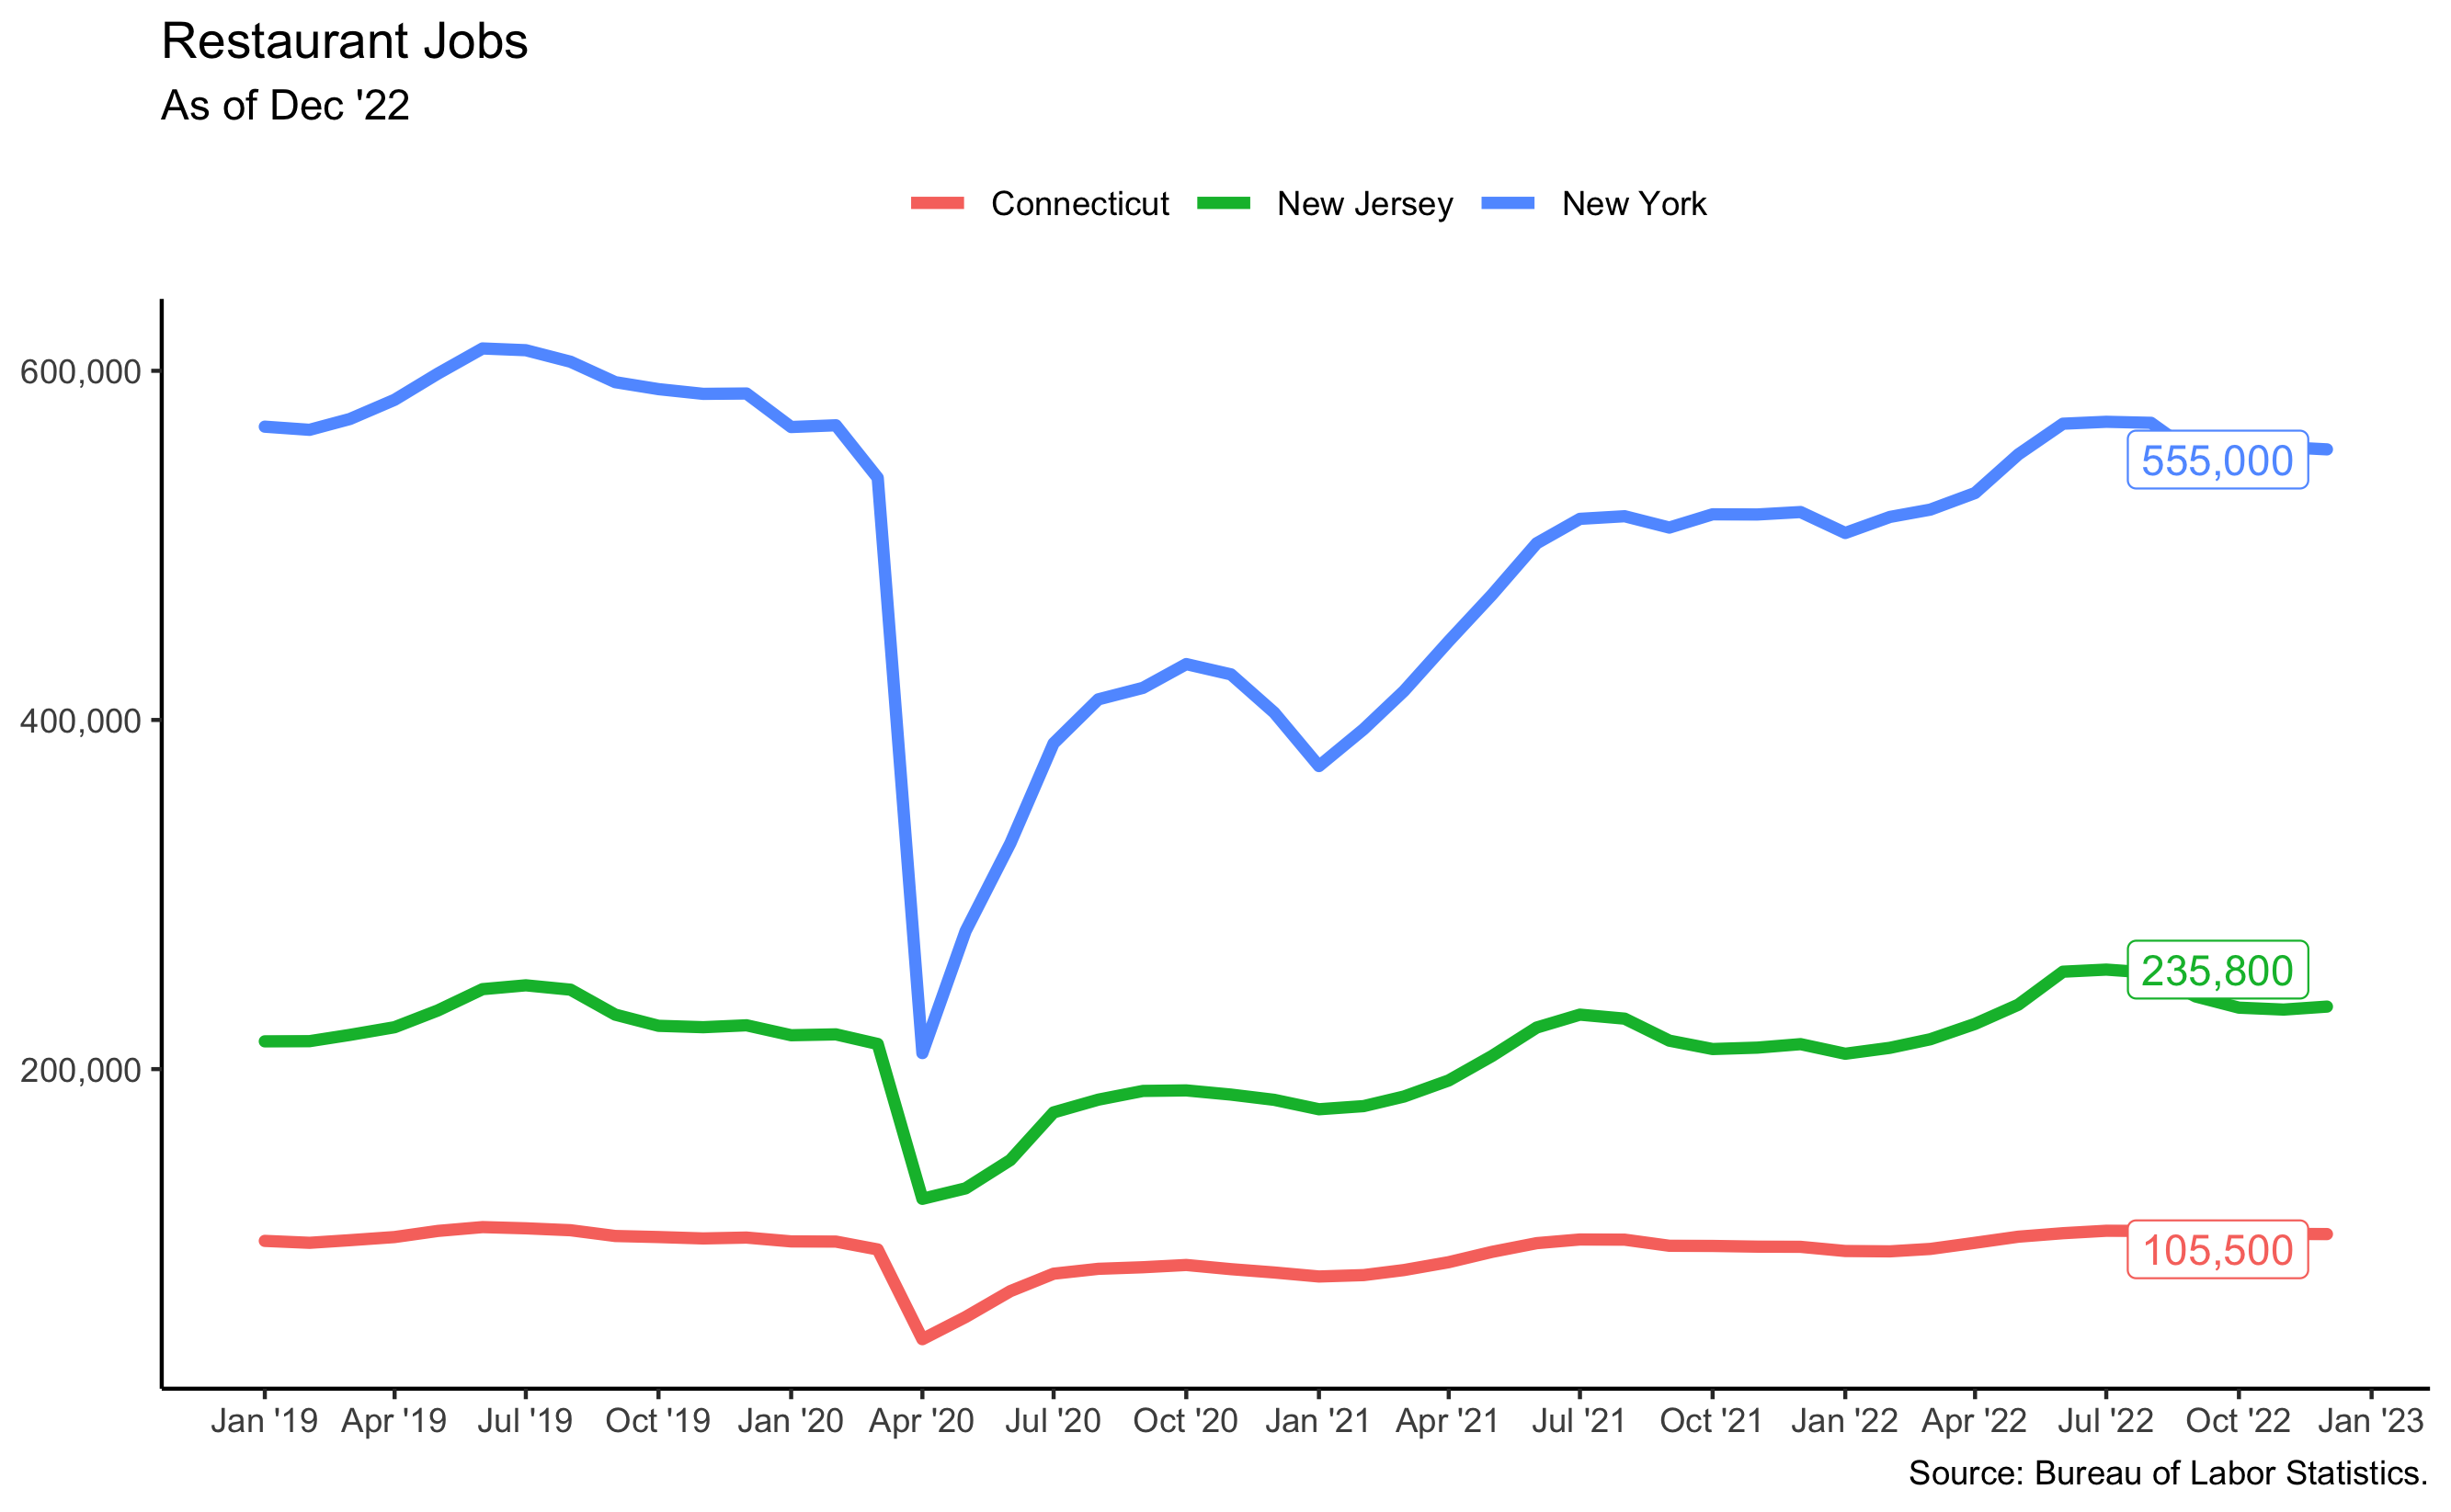 Restaurant Jobs
As of Dec '22
Connecticut New Jersey New York
600,000
400,000
200,000
555,000
235,800
105,500
Jan '19 Apr '19 Jul '19 Oct '19 Jan '20 Apr '20 Jul '20 Oct '20 Jan '21 Apr '21 Jul '21 Oct '21 Jan '22 Apr '22 Jul '22 Oct '22 Jan '23
Source: Bureau of Labor Statistics.